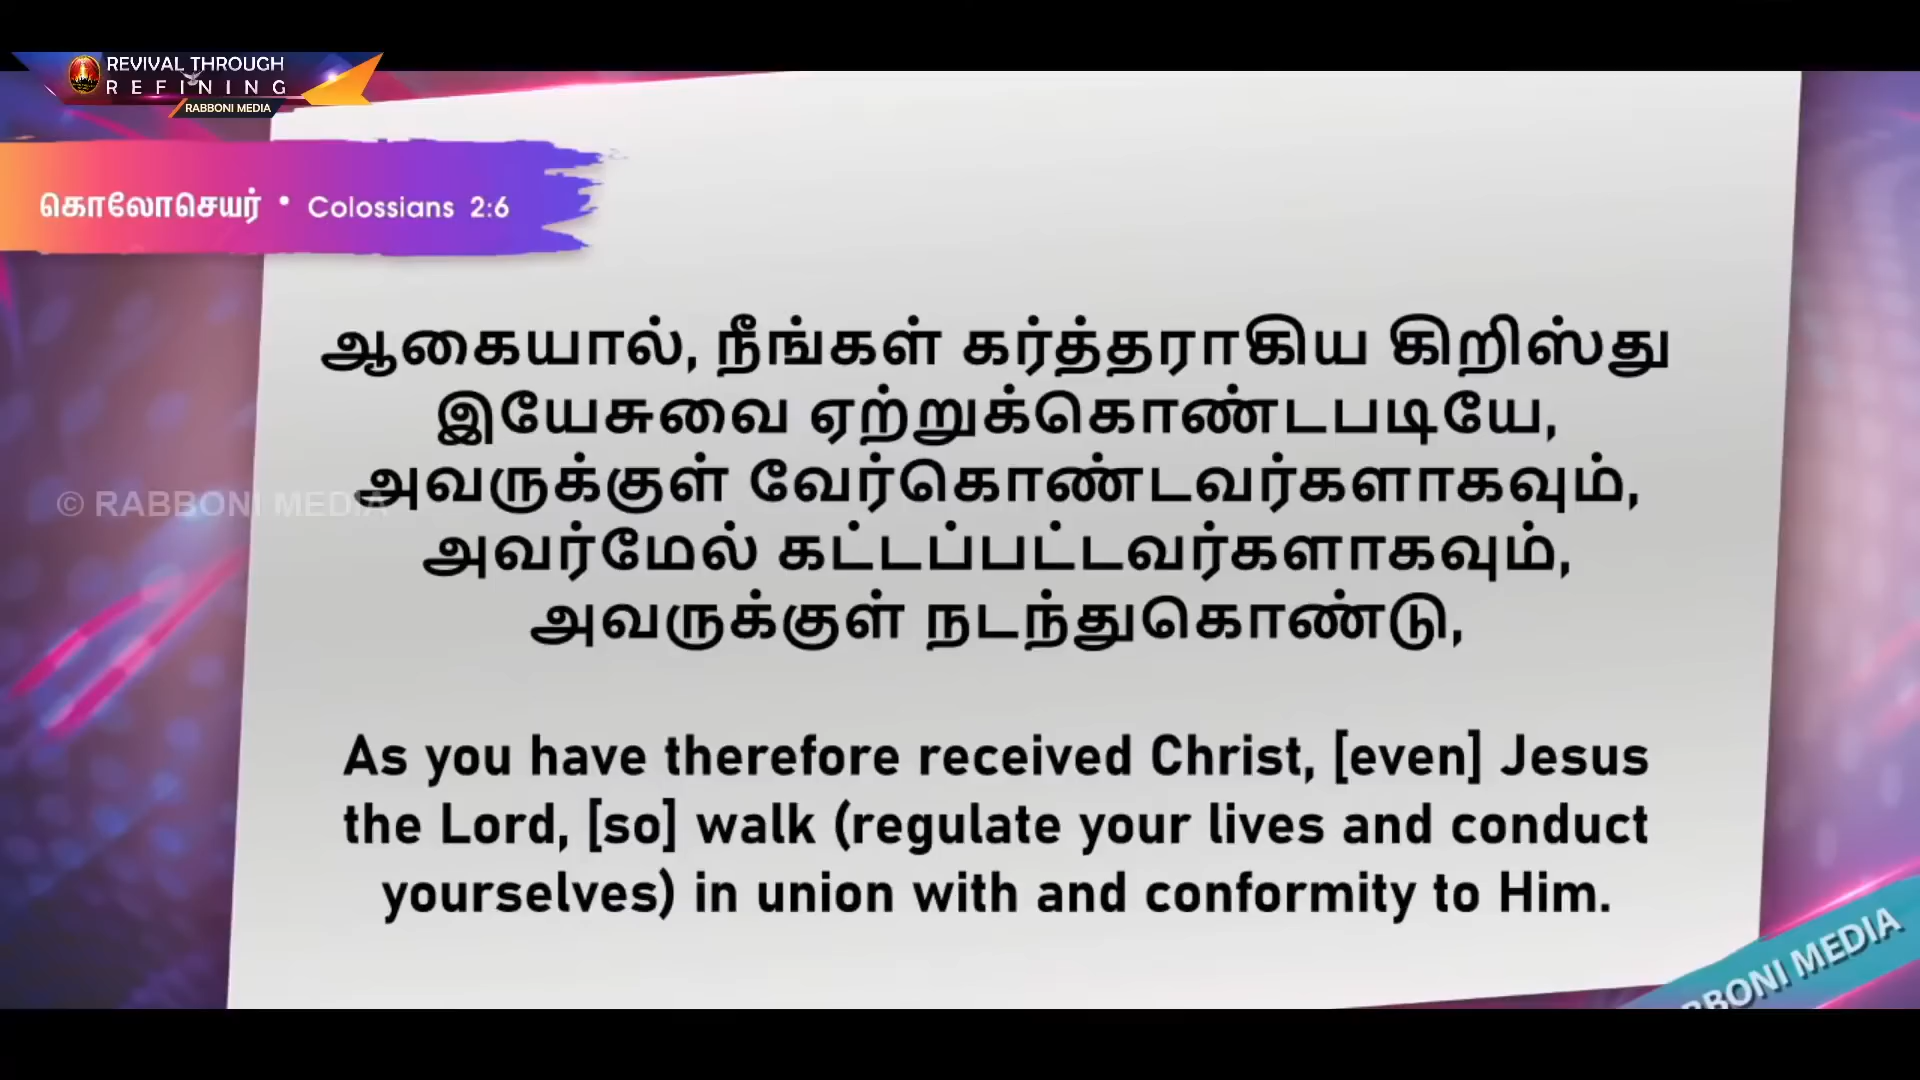 REVIVAL THROUGH
REFINING
RABBONI MEDIA
கொலோசெயர் • Colossians 2:6
ஆகையால், நீங்கள் கர்த்தராகிய கிறிஸ்து
இயேசுவை ஏற்றுக்கொண்டபடியே,
அவருக்குள் வேர்கொண்டவர்களாகவும்,
© RABBONI MEDIA
அவர்மேல் கட்டப்பட்டவர்களாகவும்,
அவருக்குள் நடந்துகொண்டு,
As you have therefore received Christ, [even] Jesus
the Lord, [so] walk (regulate your lives and conduct
yourselves) in union with and conformity to Him.
BBONI MEDIA